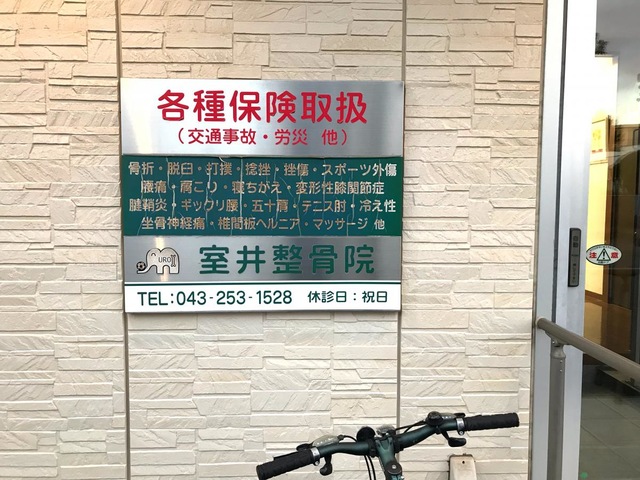 各種保険取扱
(交通事故・労災 他)
骨折・脱臼・打撲・捻挫・挫傷・スポーツ外傷
腰痛・肩こり・寝ちがえ・変形性膝関節症
腱鞘炎・ギックリ腰・五十肩・テニス肘・冷え性
坐骨神経痛・椎間板ヘルニア・マッサージ 他
URO
室井整骨院
TEL:043-253-1528 休診日:祝日
注意